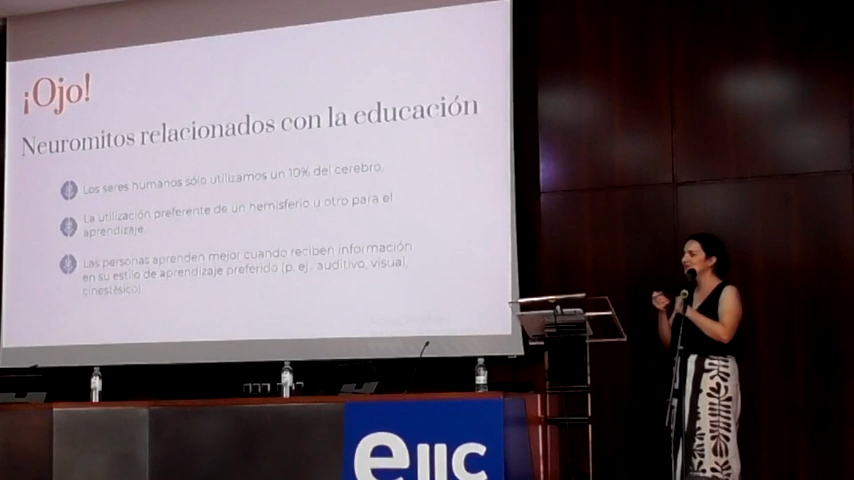 ¡Ojo!
Neuromitos relacionados con la educación
Los seres humanos sólo utilizamos un 10% del cerebro.
La utilización preferente de un hemisferio u otro para el
aprendizaje.
Las personas aprenden mejor cuando reciben información
en su estilo de aprendizaje preferido (p. ej., auditivo, visual,
cinestésico).
eiic